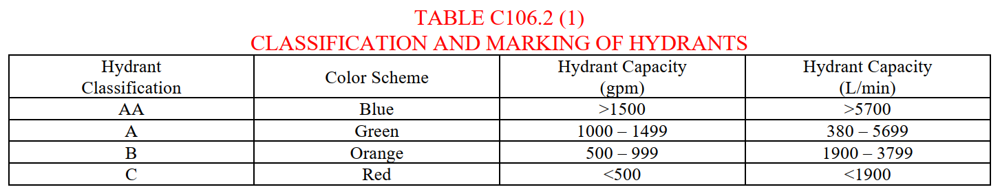 TABLE C106.2 (1)
CLASSIFICATION AND MARKING OF HYDRANTS
Hydrant Classification Color Scheme Hydrant Capacity (gpm) Hydrant Capacity (L/min)
AA Blue >1500 >5700
A Green 1000 – 1499 380 – 5699
B Orange 500 – 999 1900 – 3799
C Red <500 <1900